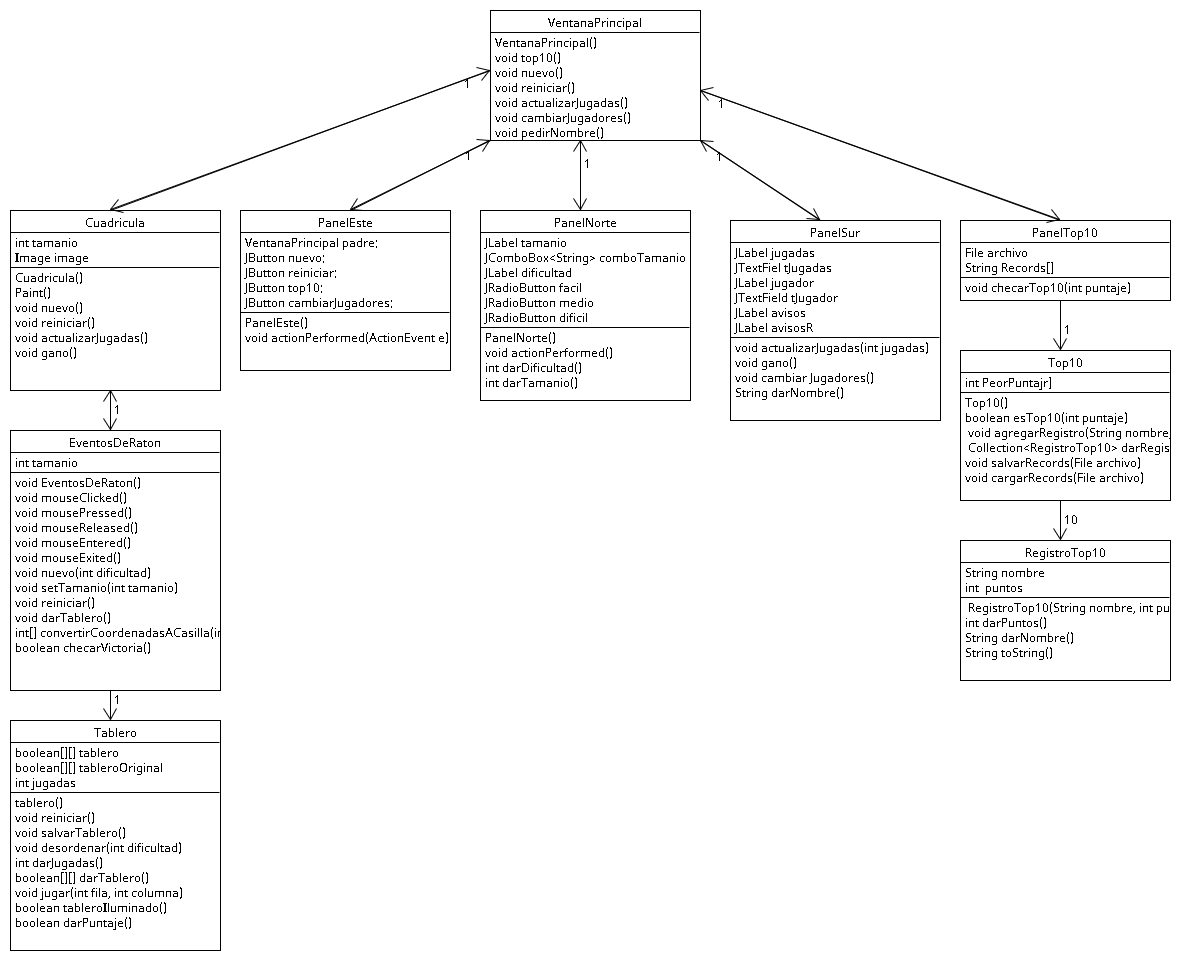 VentanaPrincipal
VentanaPrincipal()
void top10()
void nuevo()
void reiniciar()
void actualizarJugadas()
void cambiarJugadores()
void pedirNombre()
1
1
1
1
1
Cuadricula
int tamanio
Image image
Cuadricula()
Paint()
void nuevo()
void reiniciar()
void actualizarJugadas()
void gano()
PanelEste
VentanaPrincipal padre;
JButton nuevo;
JButton reiniciar;
JButton top10;
JButton cambiarJugadores;
PanelEste()
void actionPerformed(ActionEvent e)
PanelNorte
JLabel tamanio
JComboBox<String> comboTamanio
JLabel dificultad
JRadioButton facil
JRadioButton medio
JRadioButton dificil
PanelNorte()
void actionPerformed()
int darDificultad()
int darTamanio()
PanelSur
JLabel jugadas
JTextFiel tJugadas
JLabel jugador
JTextField tJugador
JLabel avisos
JLabel avisosR
void actualizarJugadas(int jugadas)
void gano()
void cambiar Jugadores()
String darNombre()
PanelTop10
File archivo
String Records[]
void checarTop10(int puntaje)
1
Top10
int PeorPuntajr]
Top10()
boolean esTop10(int puntaje)
void agregarRegistro(String nombre,
Collection<RegistroTop10> darRegis
void salvarRecords(File archivo)
void cargarRecords(File archivo)
10
RegistroTop10
String nombre
int puntos
RegistroTop10(String nombre, int pu
int darPuntos()
String darNombre()
String toString()
1
EventosDeRaton
int tamanio
void EventosDeRaton()
void mouseClicked()
void mousePressed()
void mouseReleased()
void mouseEntered()
void mouseExited()
void nuevo(int dificultad)
void setTamanio(int tamanio)
void reiniciar()
void darTablero()
int[] convertirCoordenadasACasilla(in
boolean checarVictoria()
1
Tablero
boolean[][] tablero
boolean[][] tableroOriginal
int jugadas
tablero()
void reiniciar()
void salvarTablero()
void desordenar(int dificultad)
int darJugadas()
boolean[][] darTablero()
void jugar(int fila, int columna)
boolean tableroIluminado()
boolean darPuntaje()